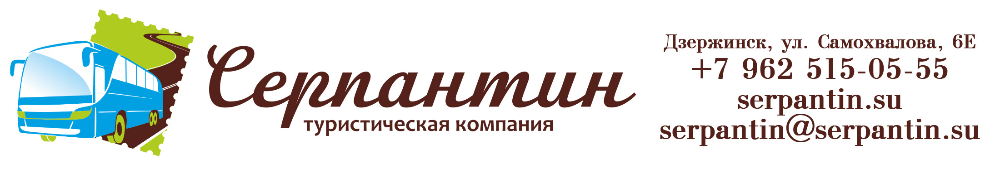 Серпантин
туристическая компания
Дзержинск, ул. Самохвалова, 6Е
+7 962 515-05-55
serpantin.su
serpantin@serpantin.su